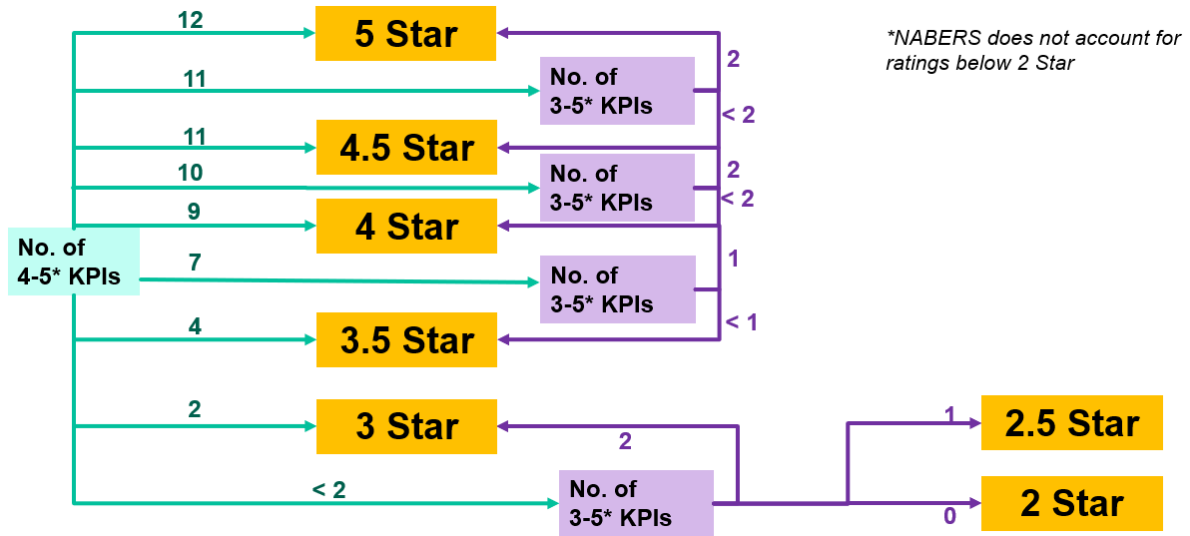 12
5 Star
*NABERS does not account for
ratings below 2 Star
2
11
No. of
3-5* KPIs
< 2
11
4.5 Star
2
10
No. of
3-5* KPIs
< 2
9
4 Star
No. of
4-5* KPIs
7
No. of
3-5* KPIs
1
< 1
4
3.5 Star
2
3 Star
2
1
2.5 Star
< 2
No. of
3-5* KPIs
0
2 Star